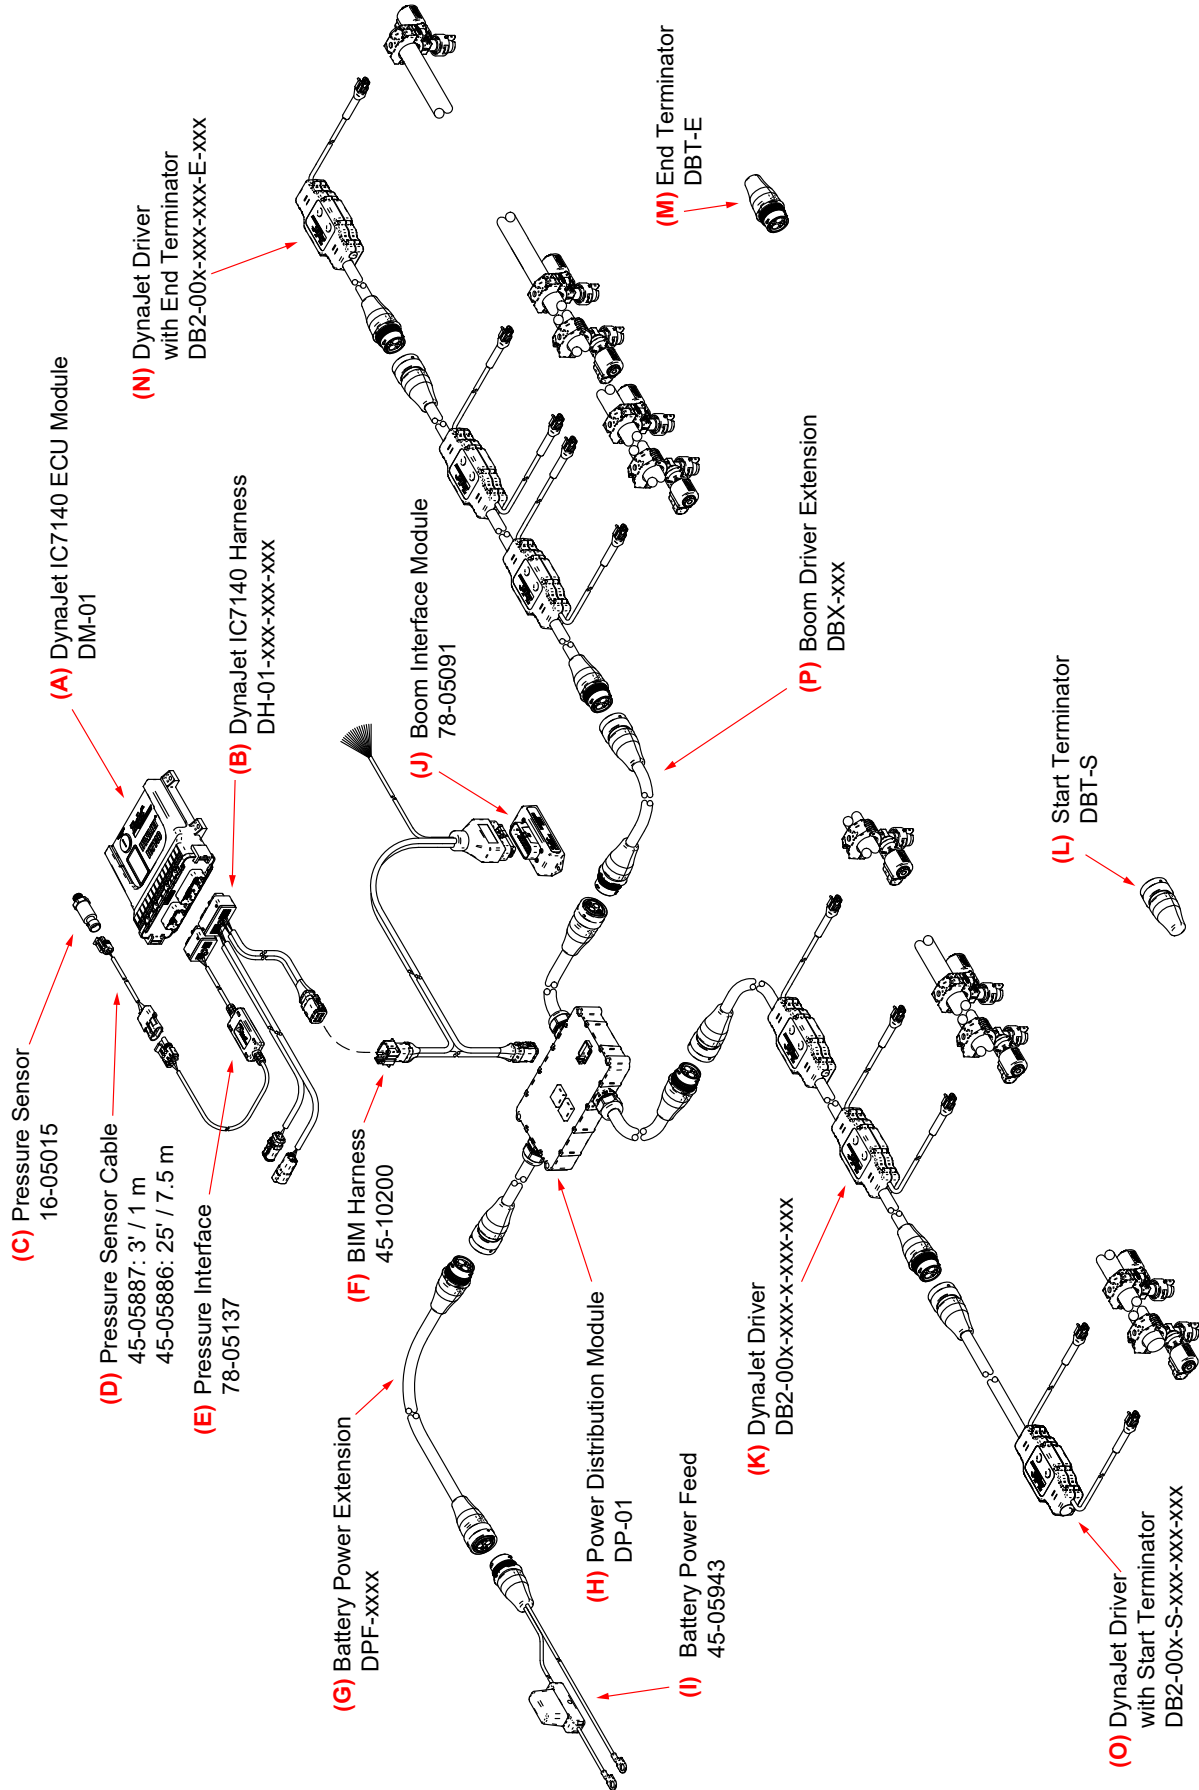 (A) DynaJet IC7140 ECU Module
DM-01
(B) DynaJet IC7140 Harness
DH-01-xxx-xxx-xxx
(C) Pressure Sensor
16-05015
(D) Pressure Sensor Cable
45-05887: 3' / 1 m
45-05886: 25' / 7.5 m
(E) Pressure Interface
78-05137
(F) BIM Harness
45-10200
(G) Battery Power Extension
DPF-xxxx
(H) Power Distribution Module
DP-01
(I) Battery Power Feed
45-05943
(J) Boom Interface Module
78-05091
(K) DynaJet Driver
DB2-00x-xxx-x-xxx-xxx
(L) Start Terminator
DBT-S
(M) End Terminator
DBT-E
(N) DynaJet Driver
with End Terminator
DB2-00x-xxx-xxx-E-xxx
(O) DynaJet Driver
with Start Terminator
DB2-00x-S-xxx-xxx-xxx
(P) Boom Driver Extension
DBX-xxx